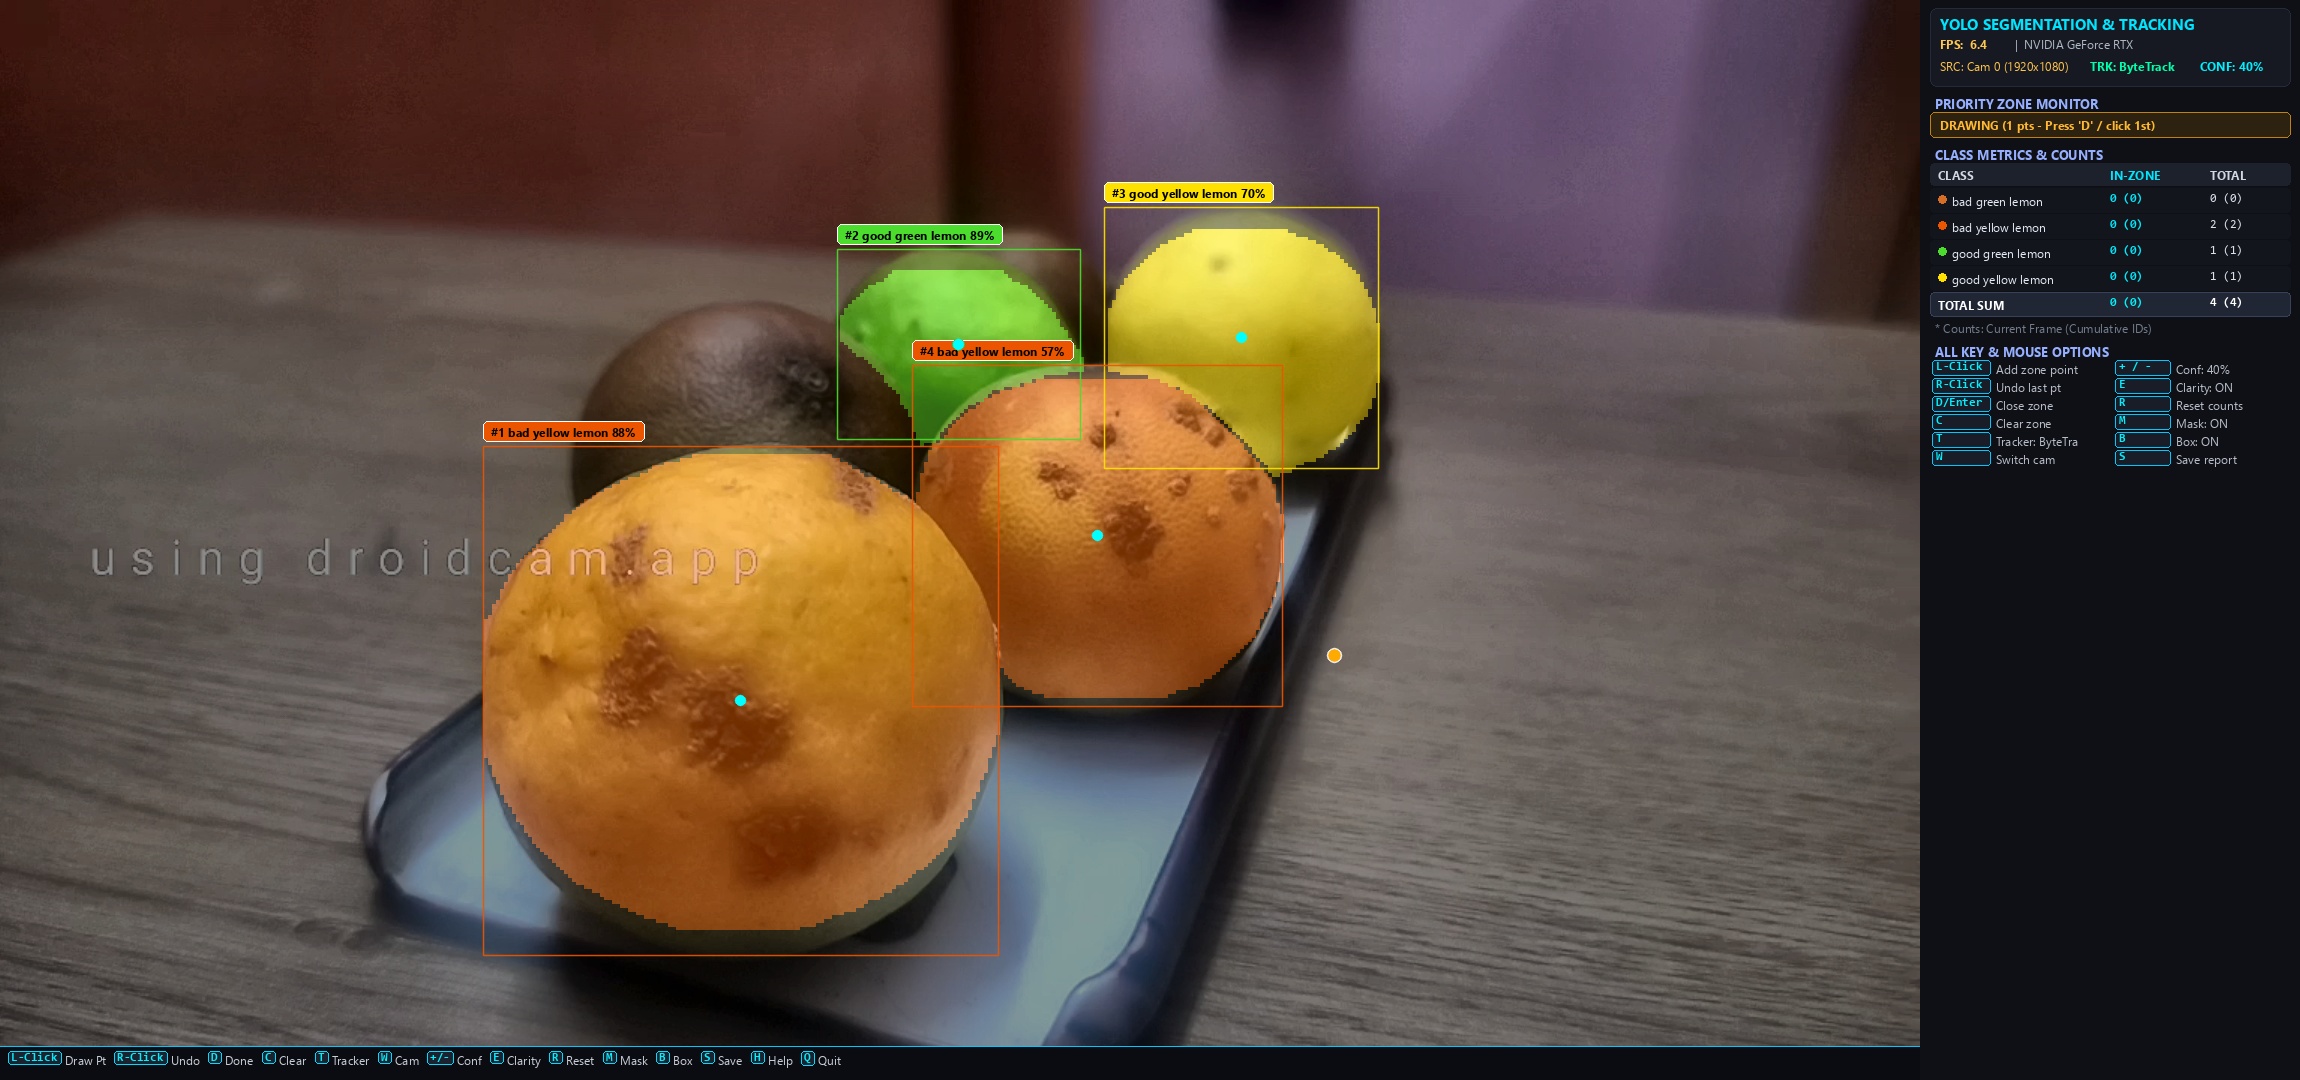 YOLO SEGMENTATION & TRACKING
FPS: 6.4 | NVIDIA GeForce RTX
SRC: Cam 0 (1920x1080) TRK: ByteTrack CONF: 40%
PRIORITY ZONE MONITOR
DRAWING (1 pts - Press 'D' / click 1st)
CLASS METRICS & COUNTS
CLASS IN-ZONE TOTAL
bad green lemon 0 (0) 0 (0)
bad yellow lemon 0 (0) 2 (2)
good green lemon 0 (0) 1 (1)
good yellow lemon 0 (0) 1 (1)
TOTAL SUM 0 (0) 4 (4)
* Counts: Current Frame (Cumulative IDs)
ALL KEY & MOUSE OPTIONS
L-Click Add zone point + / - Conf: 40%
R-Click Undo last pt E Clarity: ON
D/Enter Close zone R Reset counts
C Clear zone M Mask: ON
T Tracker: ByteTra B Box: ON
W Switch cam S Save report
#3 good yellow lemon 70%
#2 good green lemon 89%
#4 bad yellow lemon 57%
#1 bad yellow lemon 88%
using droidcam.app
L-Click Draw Pt R-Click Undo D Done C Clear T Tracker W Cam +/- Conf E Clarity R Reset M Mask B Box S Save H Help Q Quit